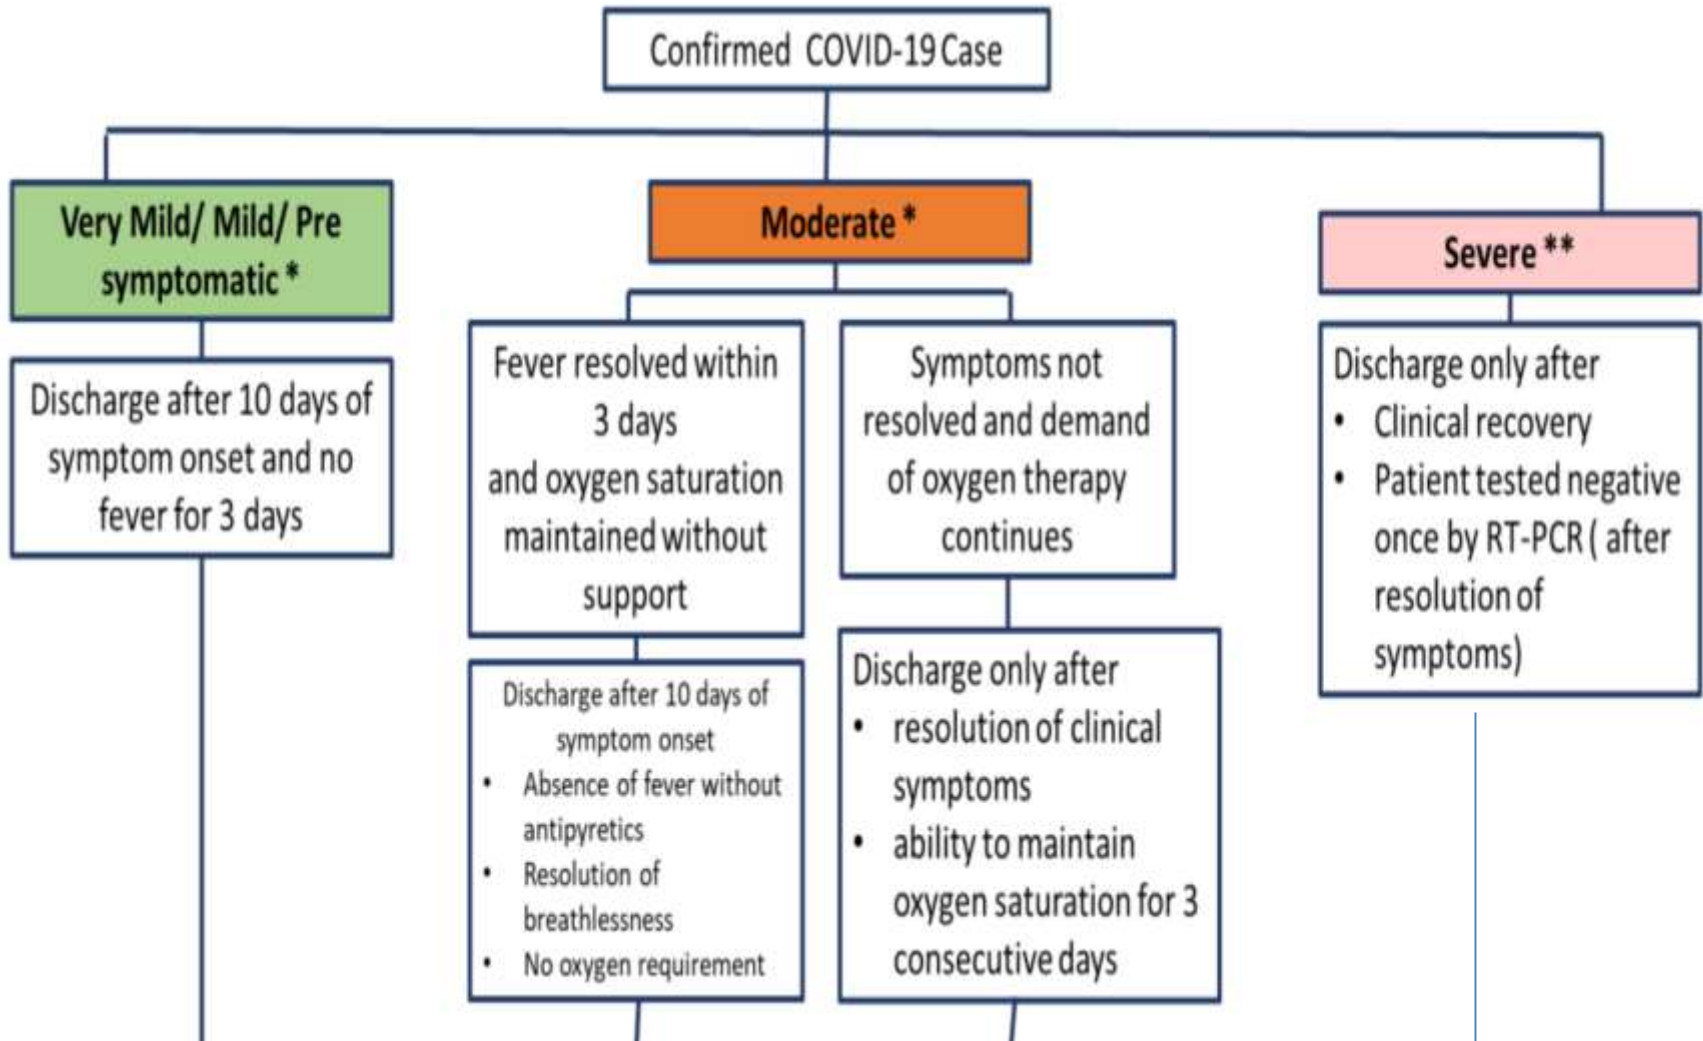 Confirmed COVID-19 Case
Very Mild/ Mild/ Pre
symptomatic *
Discharge after 10 days of
symptom onset and no
fever for 3 days
Moderate *
Fever resolved within
3 days
and oxygen saturation
maintained without
support
Discharge after 10 days of
symptom onset
• Absence of fever without
antipyretics
• Resolution of
breathlessness
• No oxygen requirement
Symptoms not
resolved and demand
of oxygen therapy
continues
Discharge only after
• resolution of clinical
symptoms
• ability to maintain
oxygen saturation for 3
consecutive days
Severe **
Discharge only after
• Clinical recovery
• Patient tested negative
once by RT-PCR ( after
resolution of
symptoms)